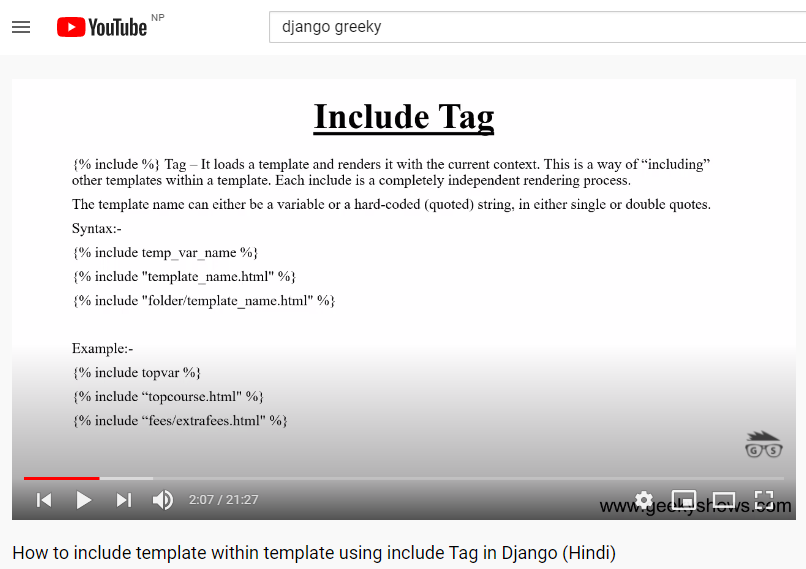 YouTube NP
django greeky
Include Tag
{% include %} Tag – It loads a template and renders it with the current context. This is a way of “including”
other templates within a template. Each include is a completely independent rendering process.
The template name can either be a variable or a hard-coded (quoted) string, in either single or double quotes.
Syntax:-
{% include temp_var_name %}
{% include "template_name.html" %}
{% include "folder/template_name.html" %}
Example:-
{% include topvar %}
{% include “topcourse.html" %}
{% include “fees/extrafees.html" %}
G S
2:07 / 21:27
www.geekyshows.com
How to include template within template using include Tag in Django (Hindi)